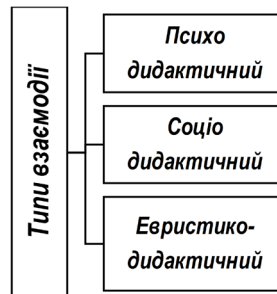 Типи взаємодії
Психо
дидактичний
Соціо
дидактичний
Евристико-
дидактичний